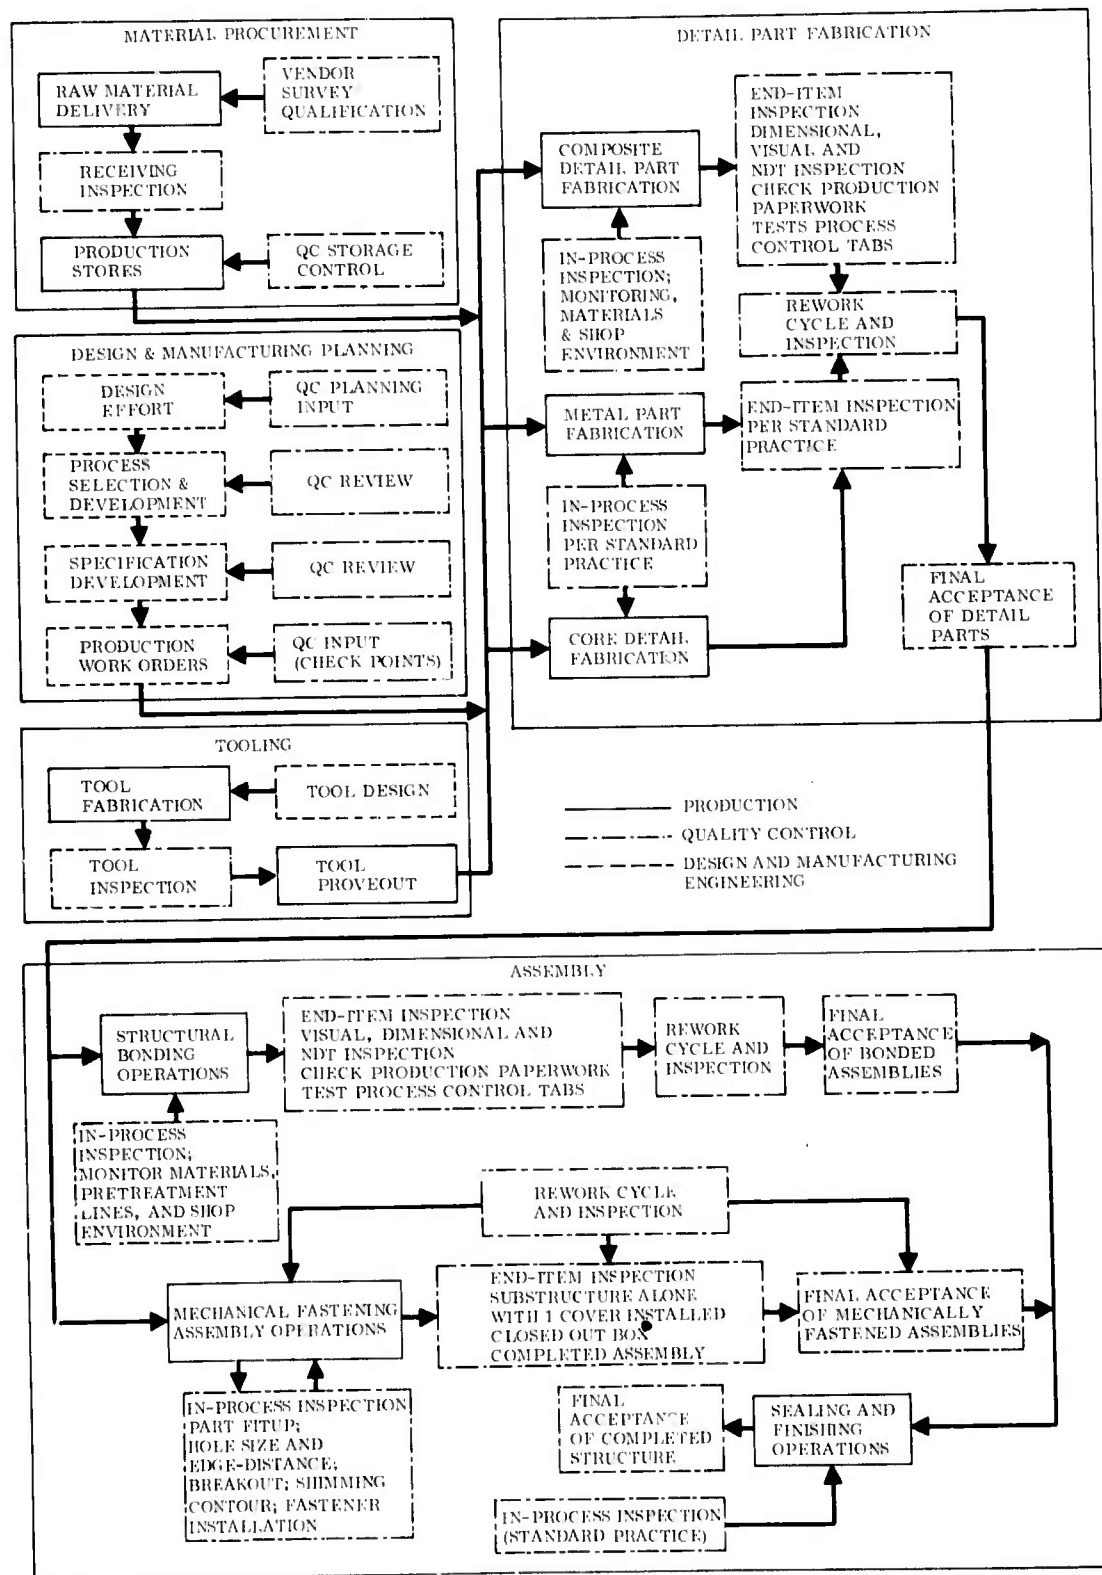 MATERIAL PROCUREMENT
RAW MATERIAL
DELIVERY
VENDOR
SURVEY
QUALIFICATION
RECEIVING
INSPECTION
PRODUCTION
STORES
QC STORAGE
CONTROL
DESIGN & MANUFACTURING PLANNING
DESIGN
EFFORT
QC PLANNING
INPUT
PROCESS
SELECTION &
DEVELOPMENT
QC REVIEW
SPECIFICATION
DEVELOPMENT
QC REVIEW
PRODUCTION
WORK ORDERS
QC INPUT
(CHECK POINTS)
TOOLING
TOOL
FABRICATION
TOOL DESIGN
TOOL
INSPECTION
TOOL
PROVEOUT
DETAIL PART FABRICATION
COMPOSITE
DETAIL PART
FABRICATION
END-ITEM
INSPECTION
DIMENSIONAL,
VISUAL AND
NDT INSPECTION
CHECK PRODUCTION
PAPERWORK
TESTS PROCESS
CONTROL TABS
IN-PROCESS
INSPECTION;
MONITORING,
MATERIALS
& SHOP
ENVIRONMENT
REWORK
CYCLE AND
INSPECTION
METAL PART
FABRICATION
END-ITEM INSPECTION
PER STANDARD
PRACTICE
IN-PROCESS
INSPECTION
PER STANDARD
PRACTICE
CORE DETAIL
FABRICATION
FINAL
ACCEPTANCE
OF DETAIL
PARTS
PRODUCTION
QUALITY CONTROL
DESIGN AND MANUFACTURING
ENGINEERING
ASSEMBLY
STRUCTURAL
BONDING
OPERATIONS
END-ITEM INSPECTION
VISUAL, DIMENSIONAL AND
NDT INSPECTION
CHECK PRODUCTION PAPERWORK
TEST PROCESS CONTROL TABS
REWORK
CYCLE AND
INSPECTION
FINAL
ACCEPTANCE
OF BONDED
ASSEMBLIES
IN-PROCESS
INSPECTION;
MONITOR MATERIALS,
PRETREATMENT
LINES, AND SHOP
ENVIRONMENT
REWORK CYCLE
AND INSPECTION
MECHANICAL FASTENING
ASSEMBLY OPERATIONS
END-ITEM INSPECTION
SUBSTRUCTURE ALONE
WITH 1 COVER INSTALLED
CLOSED OUT BOX
COMPLETED ASSEMBLY
FINAL ACCEPTANCE
OF MECHANICALLY
FASTENED ASSEMBLIES
IN-PROCESS INSPECTION
PART FITUP;
HOLE SIZE AND
EDGE-DISTANCE;
BREAKOUT; SHIMMING
CONTOUR; FASTENER
INSTALLATION
FINAL
ACCEPTANCE
OF COMPLETED
STRUCTURE
SEALING AND
FINISHING
OPERATIONS
IN-PROCESS INSPECTION
(STANDARD PRACTICE)